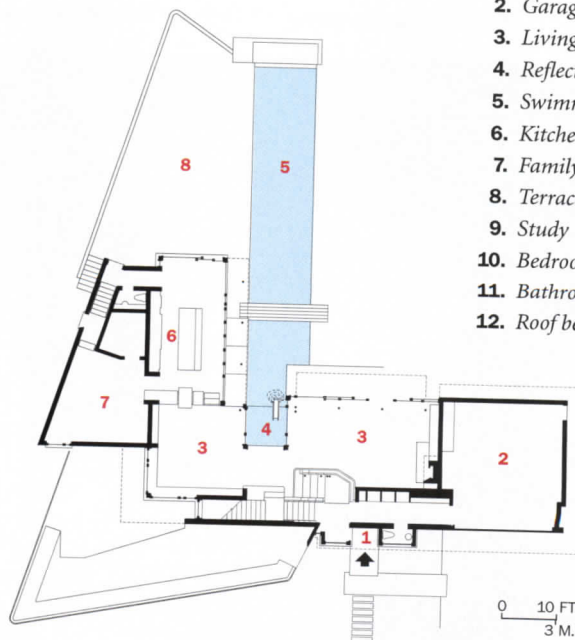 2. Garag
3. Living
4. Reflec
5. Swimm
6. Kitche
7. Family
8. Terrac
9. Study
10. Bedroo
11. Bathro
12. Roof be
8
5
6
7
4
3
3
2
1
0 10 FT
3 M.